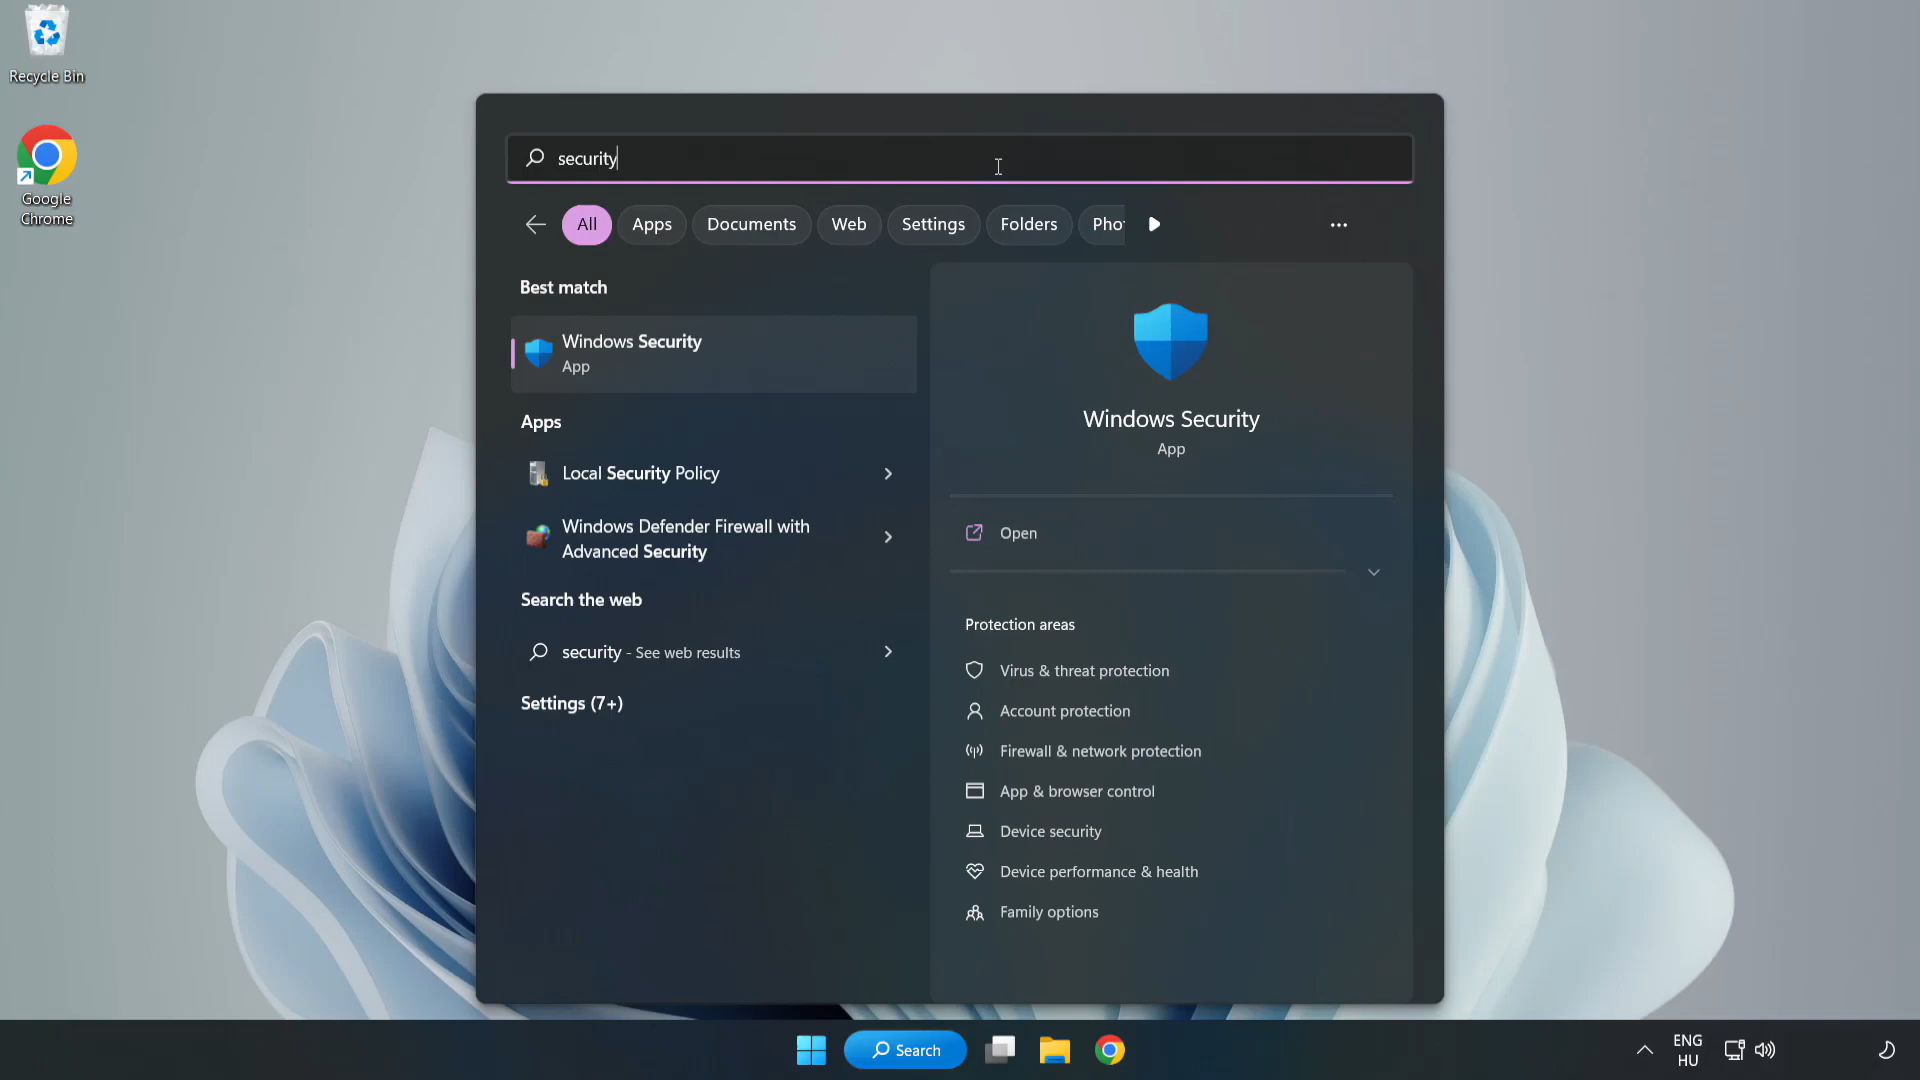 Recycle Bin
Google
Chrome
security
All
Apps
Documents
Web
Settings
Folders
Phot
Best match
Windows Security
App
Apps
Local Security Policy
Windows Defender Firewall with
Advanced Security
Search the web
security - See web results
Settings (7+)
Windows Security
App
Open
Protection areas
Virus & threat protection
Account protection
Firewall & network protection
App & browser control
Device security
Device performance & health
Family options
Search
ENG
HU